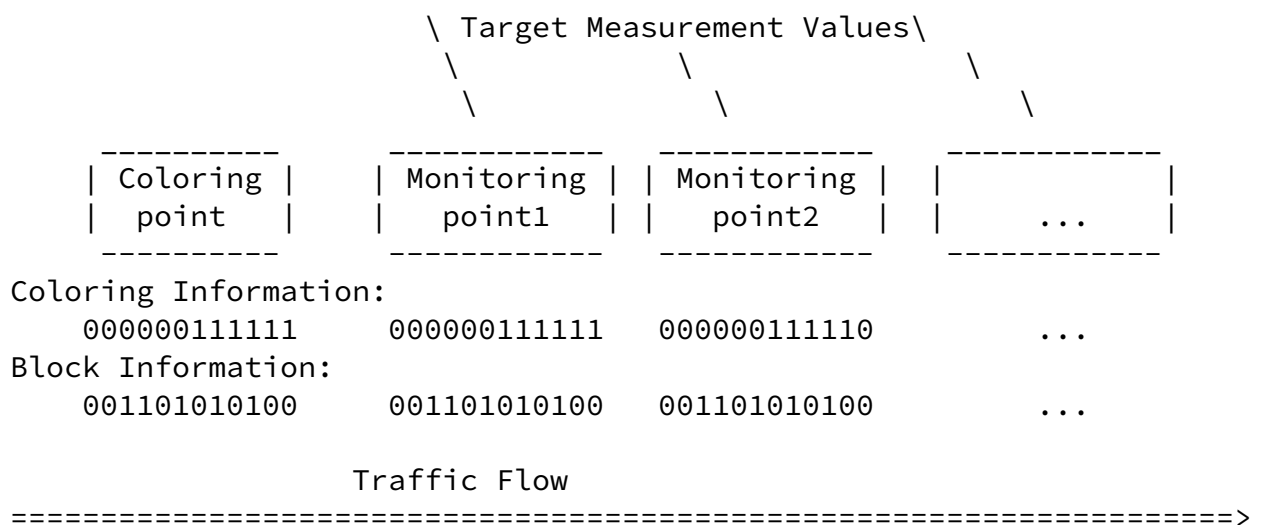 \ Target Measurement Values\
\ \ \
\ \ \
---------- ------------ ------------ ------------
| Coloring | | Monitoring | | Monitoring | | |
| point | | point1 | | point2 | | ... |
---------- ------------ ------------ ------------
Coloring Information:
000000111111 000000111111 000000111110 ...
Block Information:
001101010100 001101010100 001101010100 ...
Traffic Flow
====================================================================>